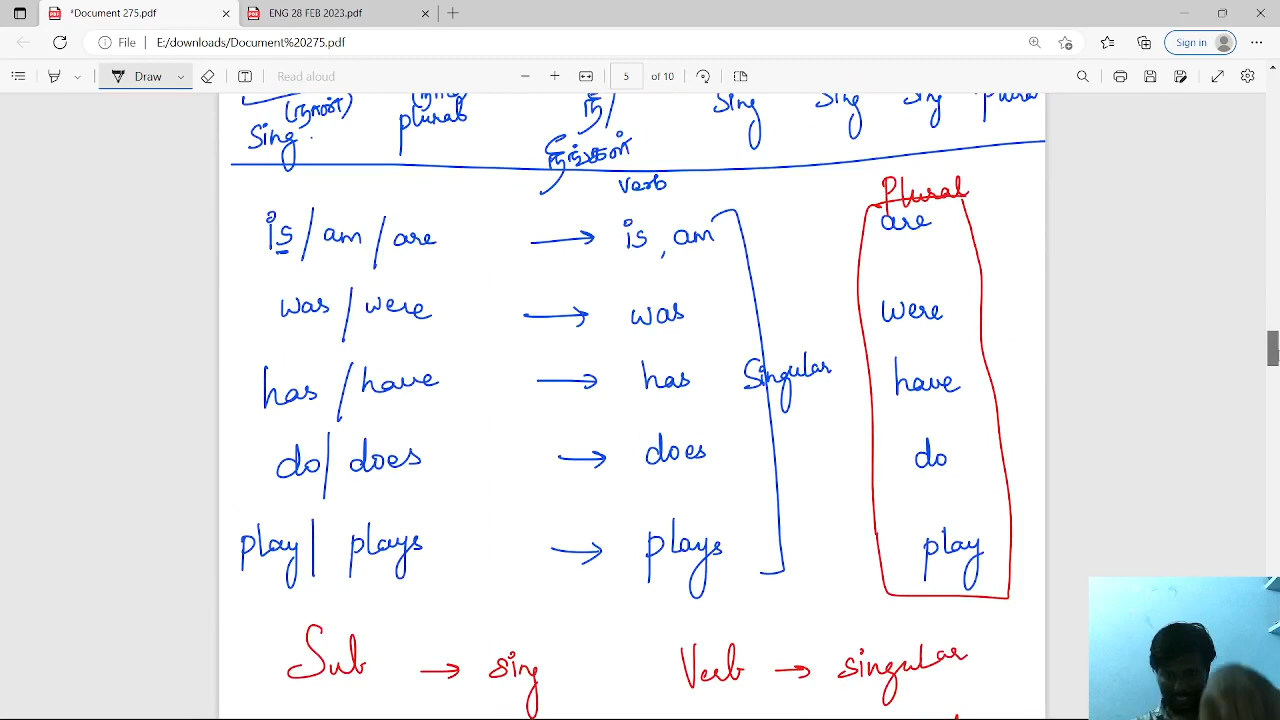 *Document 275.pdf
ENG 28 FEB 2023.pdf
File E:/downloads/Document%20275.pdf
Sign in
Draw
Read aloud
5 of 10
(நான்) sing sing sing
Sing. plural நீ/
நீங்கள்
verb
Plural
is/am/are → is, am are
was/were → was were
has/have → has Singular have
do/does → does do
play/plays → plays play
Sub → sing Verb → singular